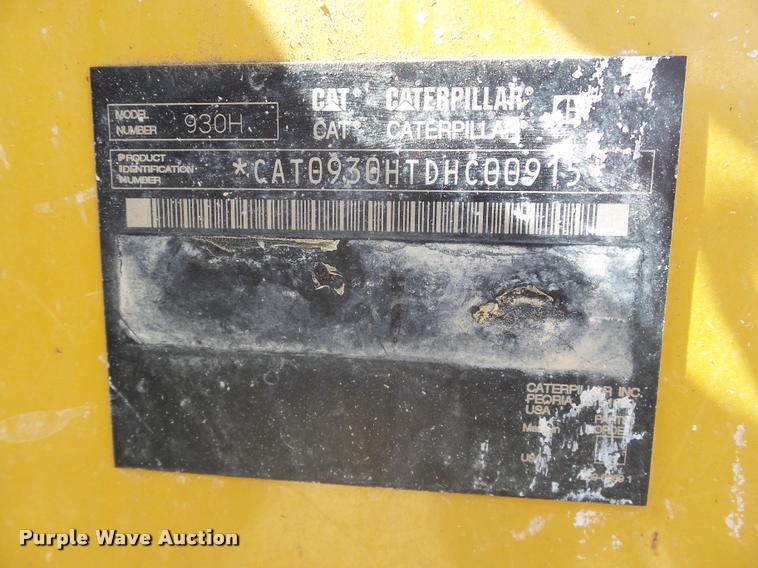 CAT® CATERPILLAR®
CAT® CATERPILLAR
MODEL NUMBER 930H
PRODUCT IDENTIFICATION NUMBER *CAT0930HTDHC00915*
CATERPILLAR INC.
PEORIA,
USA
Purple Wave Auction